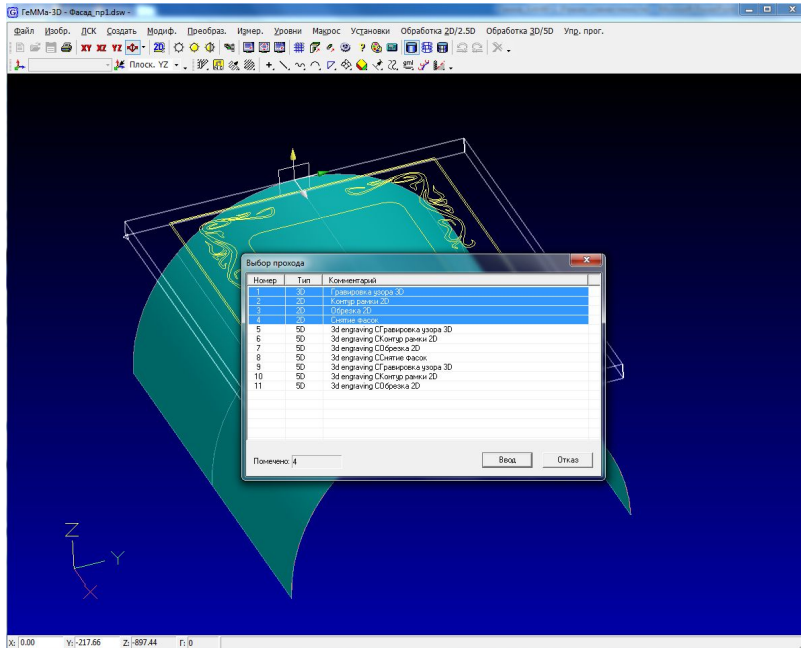 ГеММа-3D - Фасад_пр1.dsw -
Файл Изобр. ЛСК Создать Модиф. Преобраз. Измер. Уровни Макрос Установки Обработка 2D/2.5D Обработка 3D/5D Упр. прог.
XY XZ YZ 2D
Плоск. YZ gml
Выбор прохода
Номер Тип Комментарий
1 3D Гравировка узора 3D
2 2D Контур рамки 2D
3 2D Обрезка 2D
4 2D Снятие фасок
5 5D 3d engraving СГравировка узора 3D
6 5D 3d engraving СКонтур рамки 2D
7 5D 3d engraving СОбрезка 2D
8 5D 3d engraving ССнятие фасок
9 5D 3d engraving СГравировка узора 3D
10 5D 3d engraving СКонтур рамки 2D
11 5D 3d engraving СОбрезка 2D
Помечено: 4 Ввод Отказ
Z
Y
X
X: 0.00 Y: -217.66 Z: -897.44 Г: 0